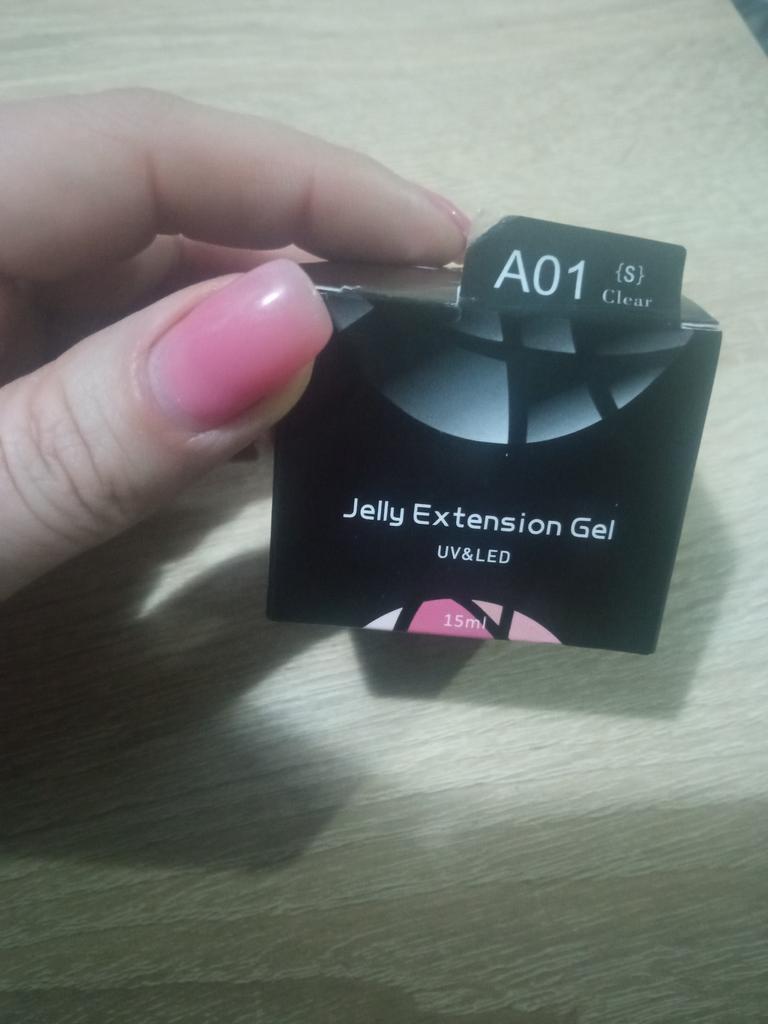 A01 {S}
Clear
Jelly Extension Gel
UV&LED
15ml